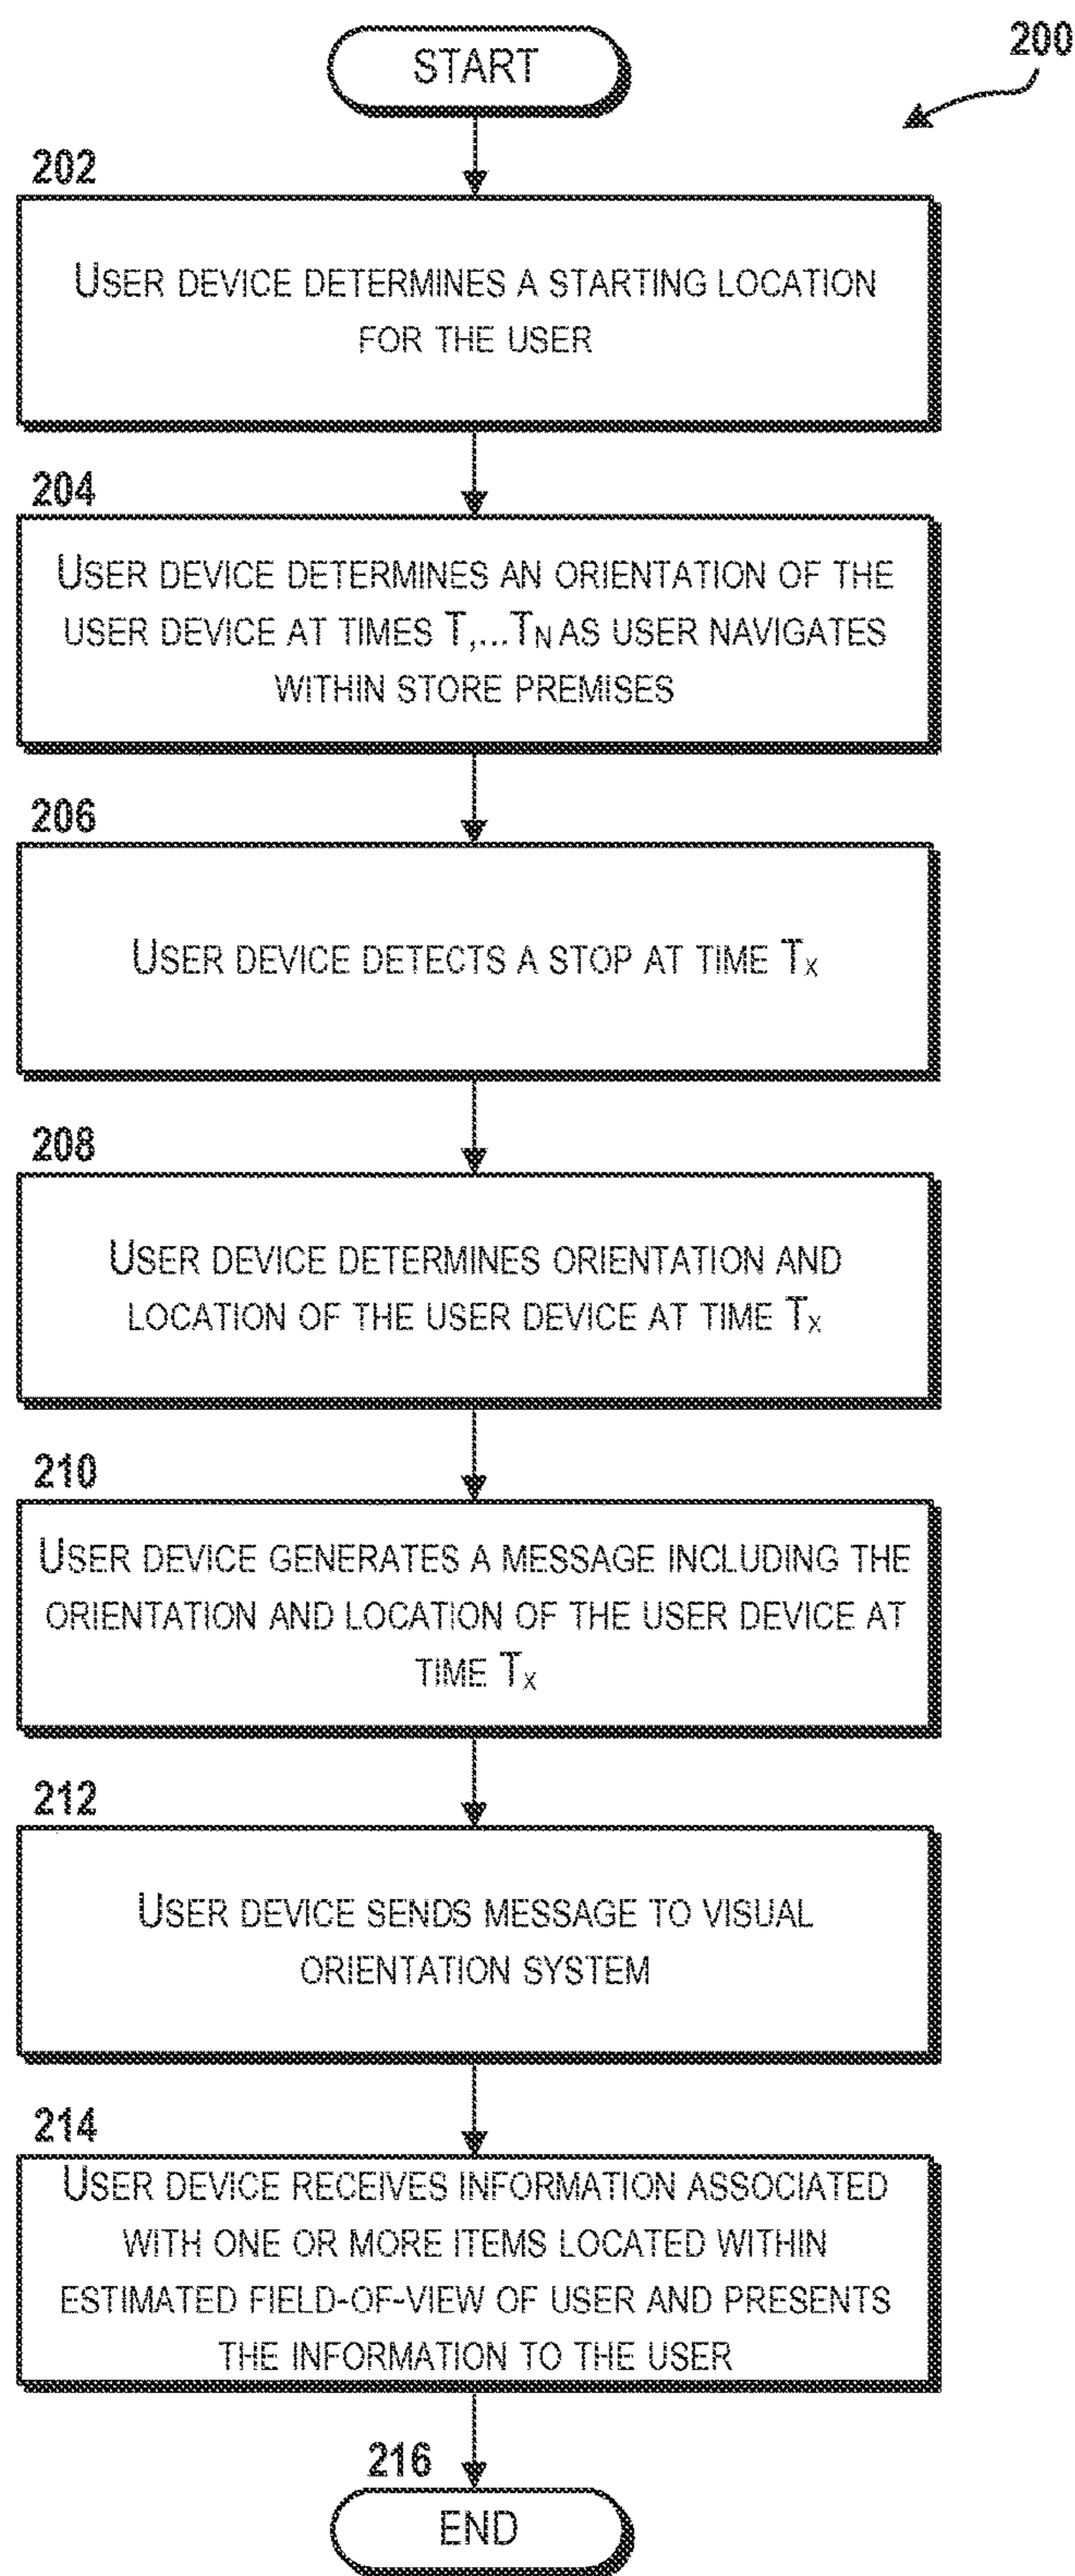 START
200
202
USER DEVICE DETERMINES A STARTING LOCATION
FOR THE USER
204
USER DEVICE DETERMINES AN ORIENTATION OF THE
USER DEVICE AT TIMES T,...TN AS USER NAVIGATES
WITHIN STORE PREMISES
206
USER DEVICE DETECTS A STOP AT TIME TX
208
USER DEVICE DETERMINES ORIENTATION AND
LOCATION OF THE USER DEVICE AT TIME TX
210
USER DEVICE GENERATES A MESSAGE INCLUDING THE
ORIENTATION AND LOCATION OF THE USER DEVICE AT
TIME TX
212
USER DEVICE SENDS MESSAGE TO VISUAL
ORIENTATION SYSTEM
214
USER DEVICE RECEIVES INFORMATION ASSOCIATED
WITH ONE OR MORE ITEMS LOCATED WITHIN
ESTIMATED FIELD-OF-VIEW OF USER AND PRESENTS
THE INFORMATION TO THE USER
216
END